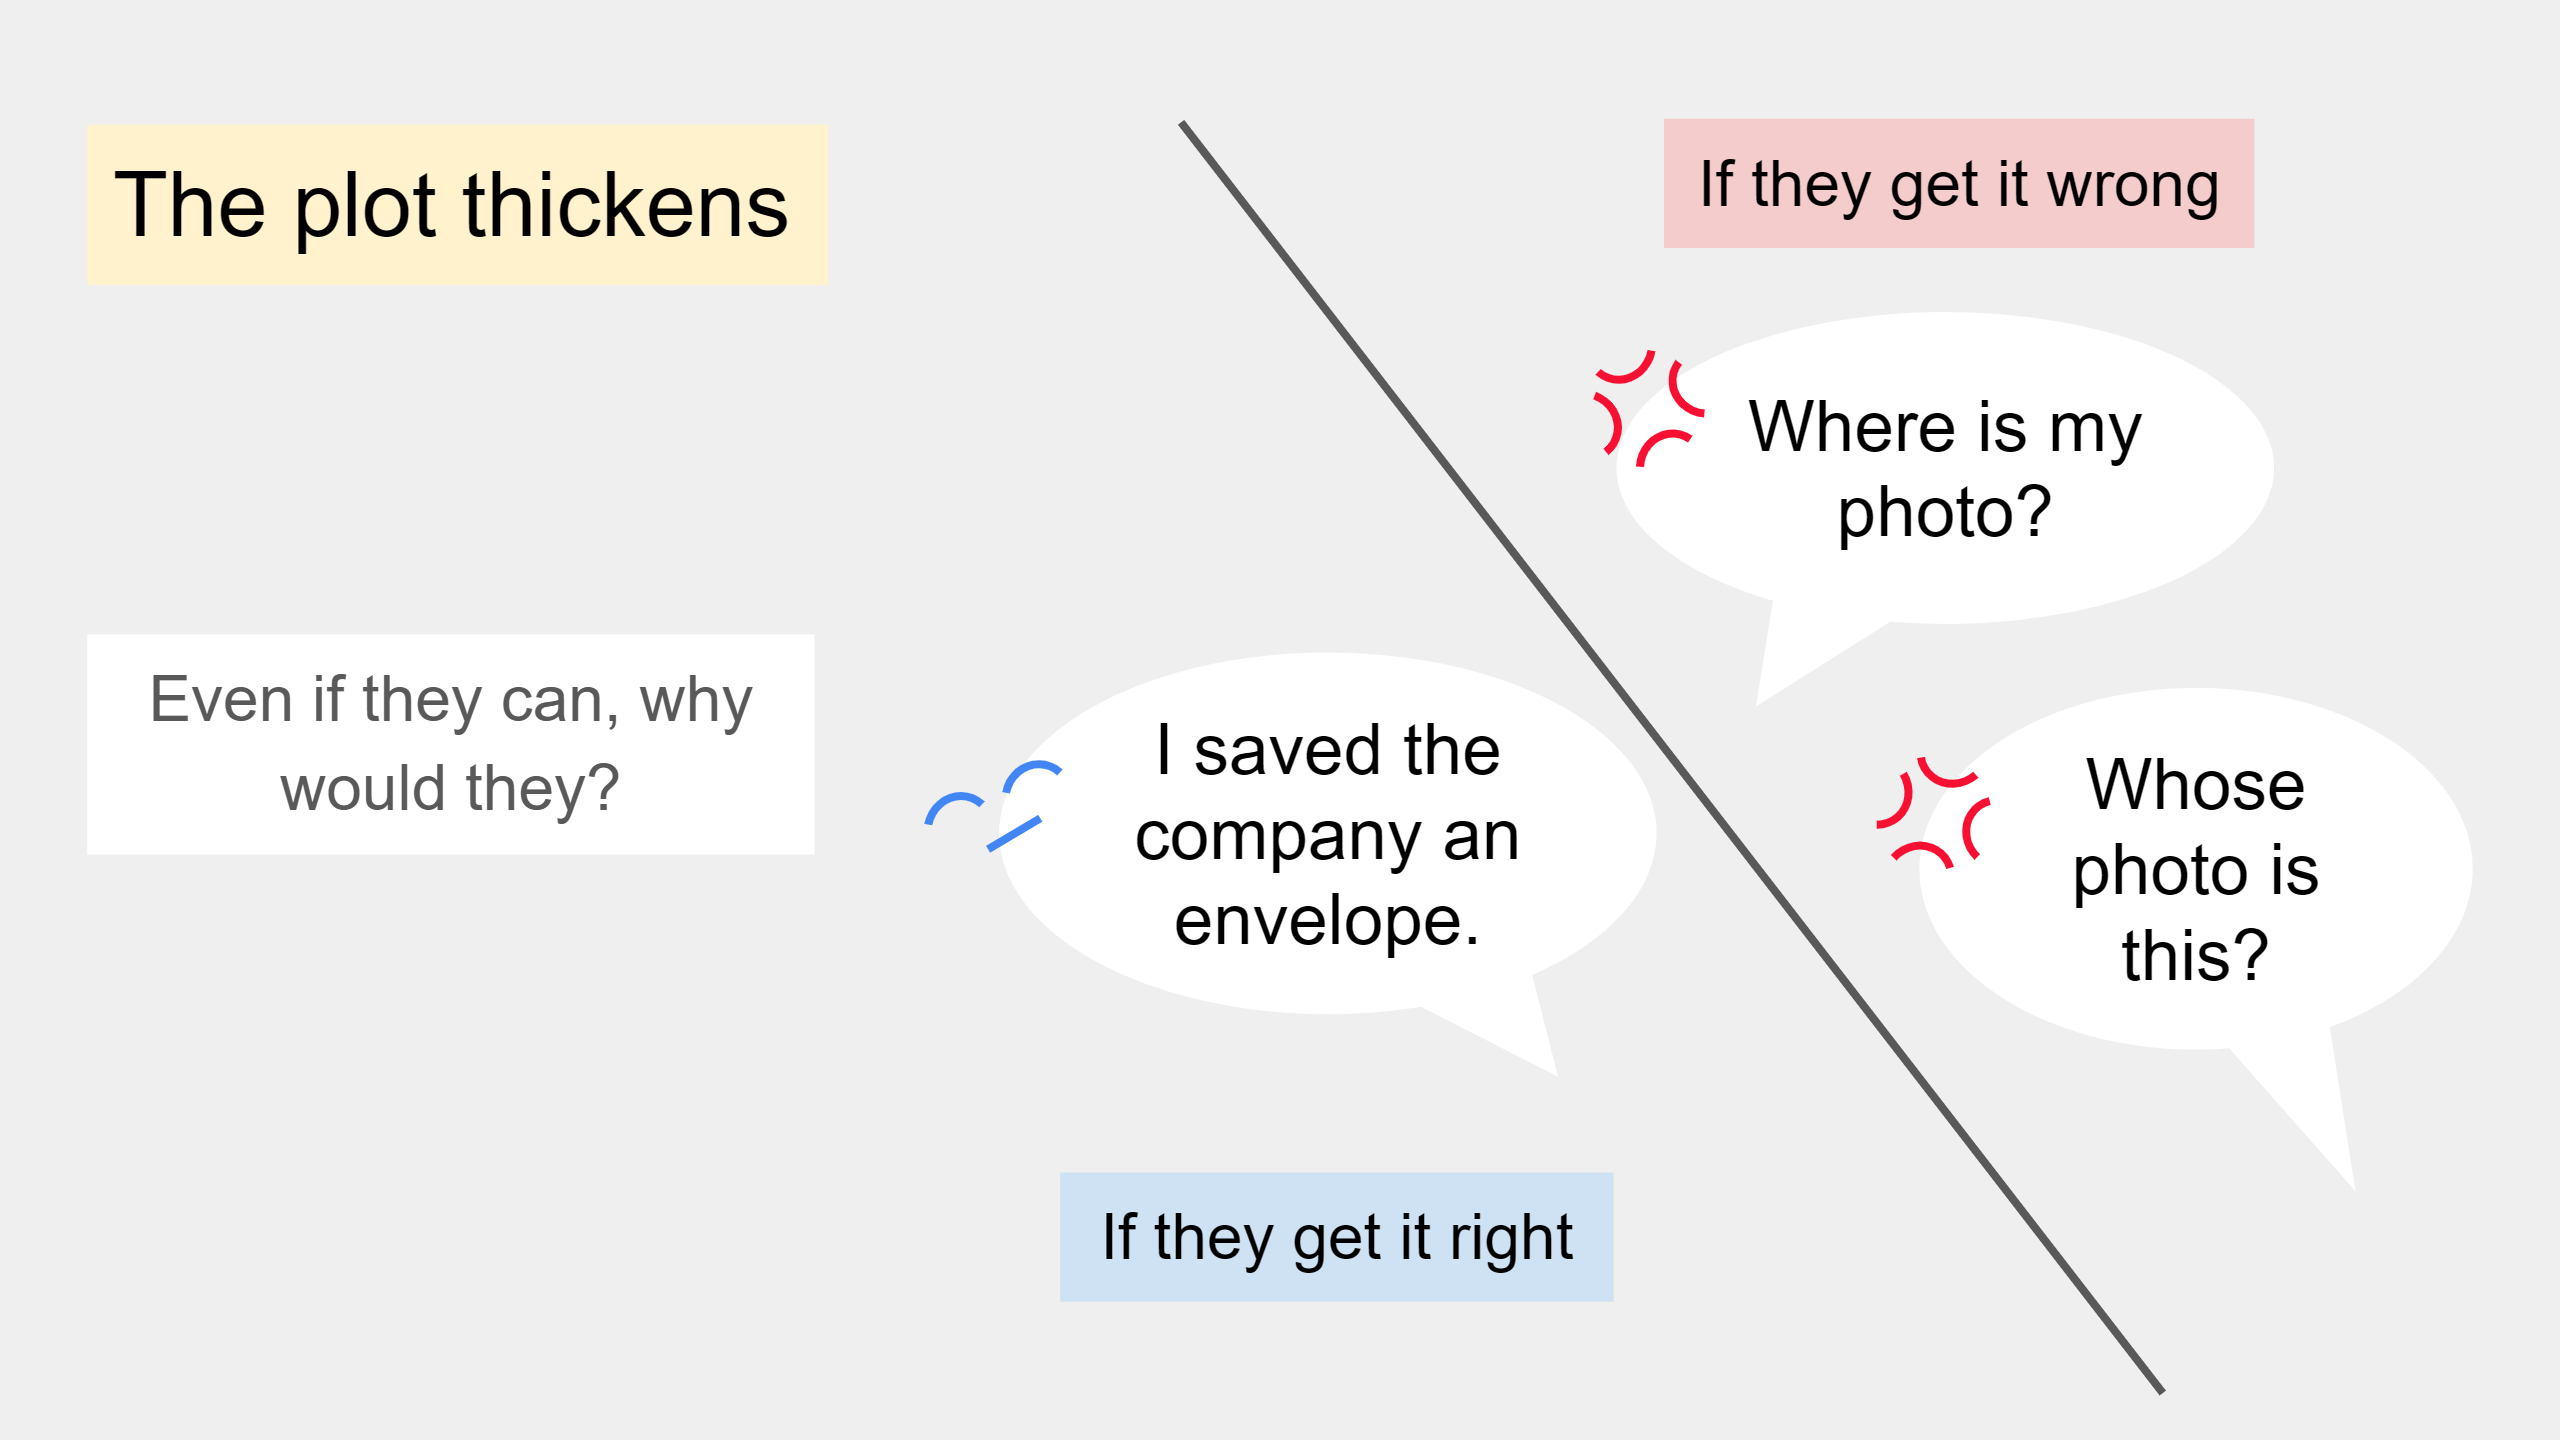 The plot thickens
Even if they can, why
would they?
I saved the
company an
envelope.
If they get it right
If they get it wrong
Where is my
photo?
Whose
photo is
this?